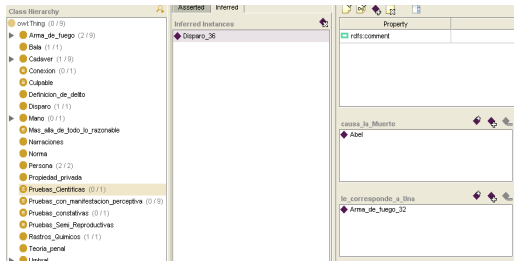 Class Hierarchy
owl:Thing (0 / 9)
Arma_de_fuego (2 / 9)
Bala (1 / 1)
Cadaver (1 / 9)
Conexion (0 / 1)
Culpable
Definicion_de_delito
Disparo (1 / 1)
Mano (0 / 1)
Mas_alla_de_todo_lo_razonable
Narraciones
Norma
Persona (2 / 2)
Propiedad_privada
Pruebas_Cientificas (0 / 1)
Pruebas_con_manifestacion_perceptiva (0 / 9)
Pruebas_constativas (0 / 1)
Pruebas_Semi_Reproductivas
Rastros_Quimicos (1 / 1)
Teoria_penal
Umbral
Asserted Inferred
Inferred Instances
Disparo_36
Property
rdfs:comment
causa_la_Muerte
Abel
le_corresponde_a_Una
Arma_de_fuego_32